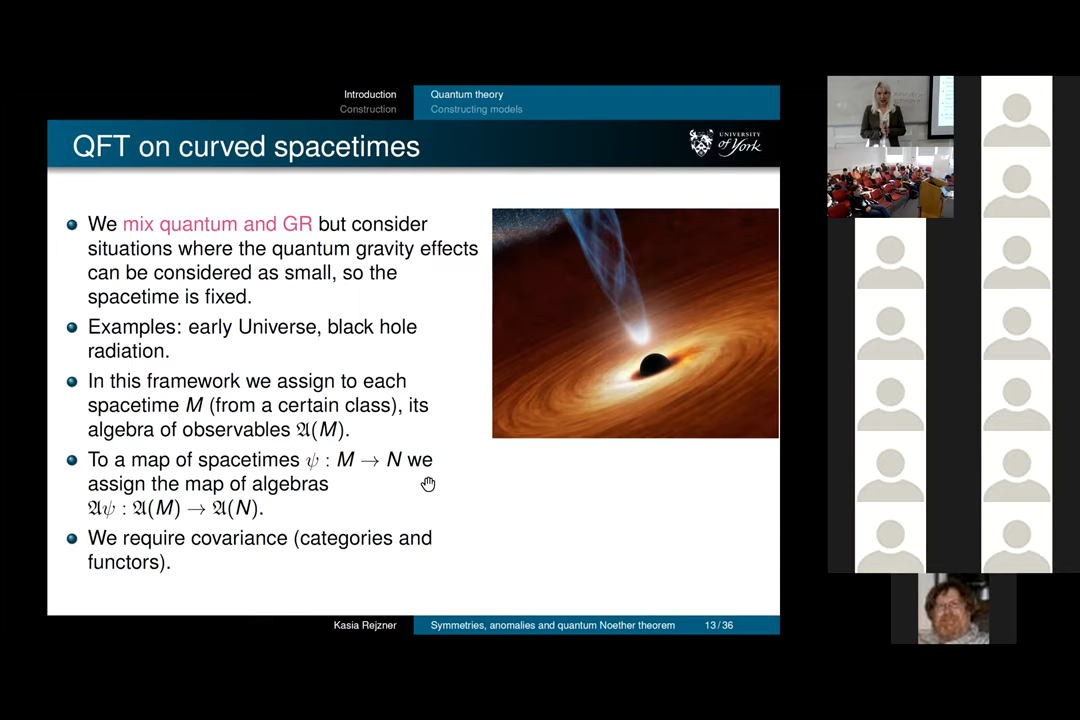 Introduction
Construction
Quantum theory
Constructing models
QFT on curved spacetimes
UNIVERSITY
of York
We mix quantum and GR but consider
situations where the quantum gravity effects
can be considered as small, so the
spacetime is fixed.
Examples: early Universe, black hole
radiation.
In this framework we assign to each
spacetime M (from a certain class), its
algebra of observables 𝔄(M).
To a map of spacetimes ψ : M → N we
assign the map of algebras
𝔄ψ : 𝔄(M) → 𝔄(N).
We require covariance (categories and
functors).
Kasia Rejzner
Symmetries, anomalies and quantum Noether theorem
13 / 36